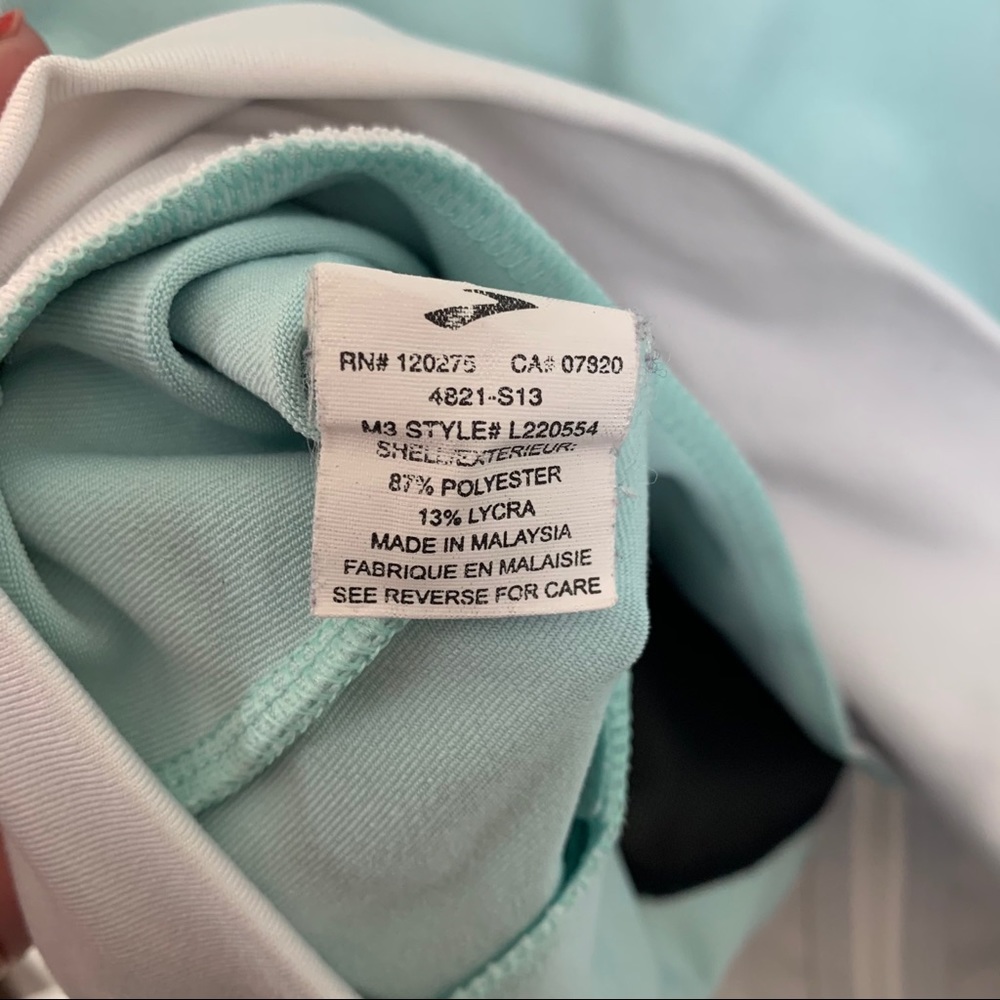 RN# 120275 CA# 07820
4821-S13
M3 STYLE# L220554
SHELL/EXTERIEUR:
87% POLYESTER
13% LYCRA
MADE IN MALAYSIA
FABRIQUE EN MALAISIE
SEE REVERSE FOR CARE